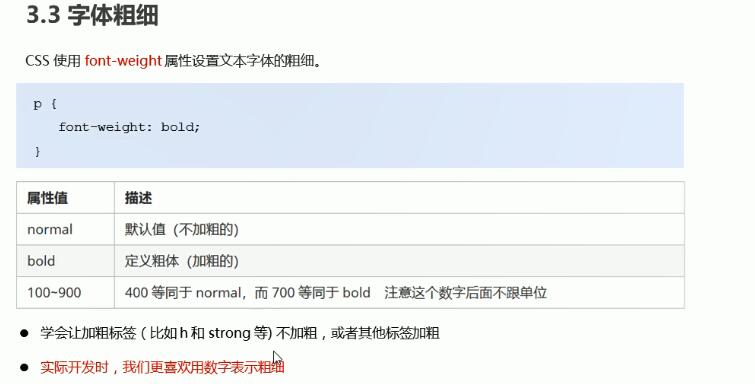 3.3 字体粗细
CSS 使用 font-weight 属性设置文本字体的粗细。
p {
font-weight: bold;
}
属性值 描述
normal 默认值（不加粗的）
bold 定义粗体（加粗的）
100~900 400 等同于 normal，而 700 等同于 bold 注意这个数字后面不跟单位
● 学会让加粗标签（比如 h 和 strong 等) 不加粗，或者其他标签加粗
● 实际开发时，我们更喜欢用数字表示粗细